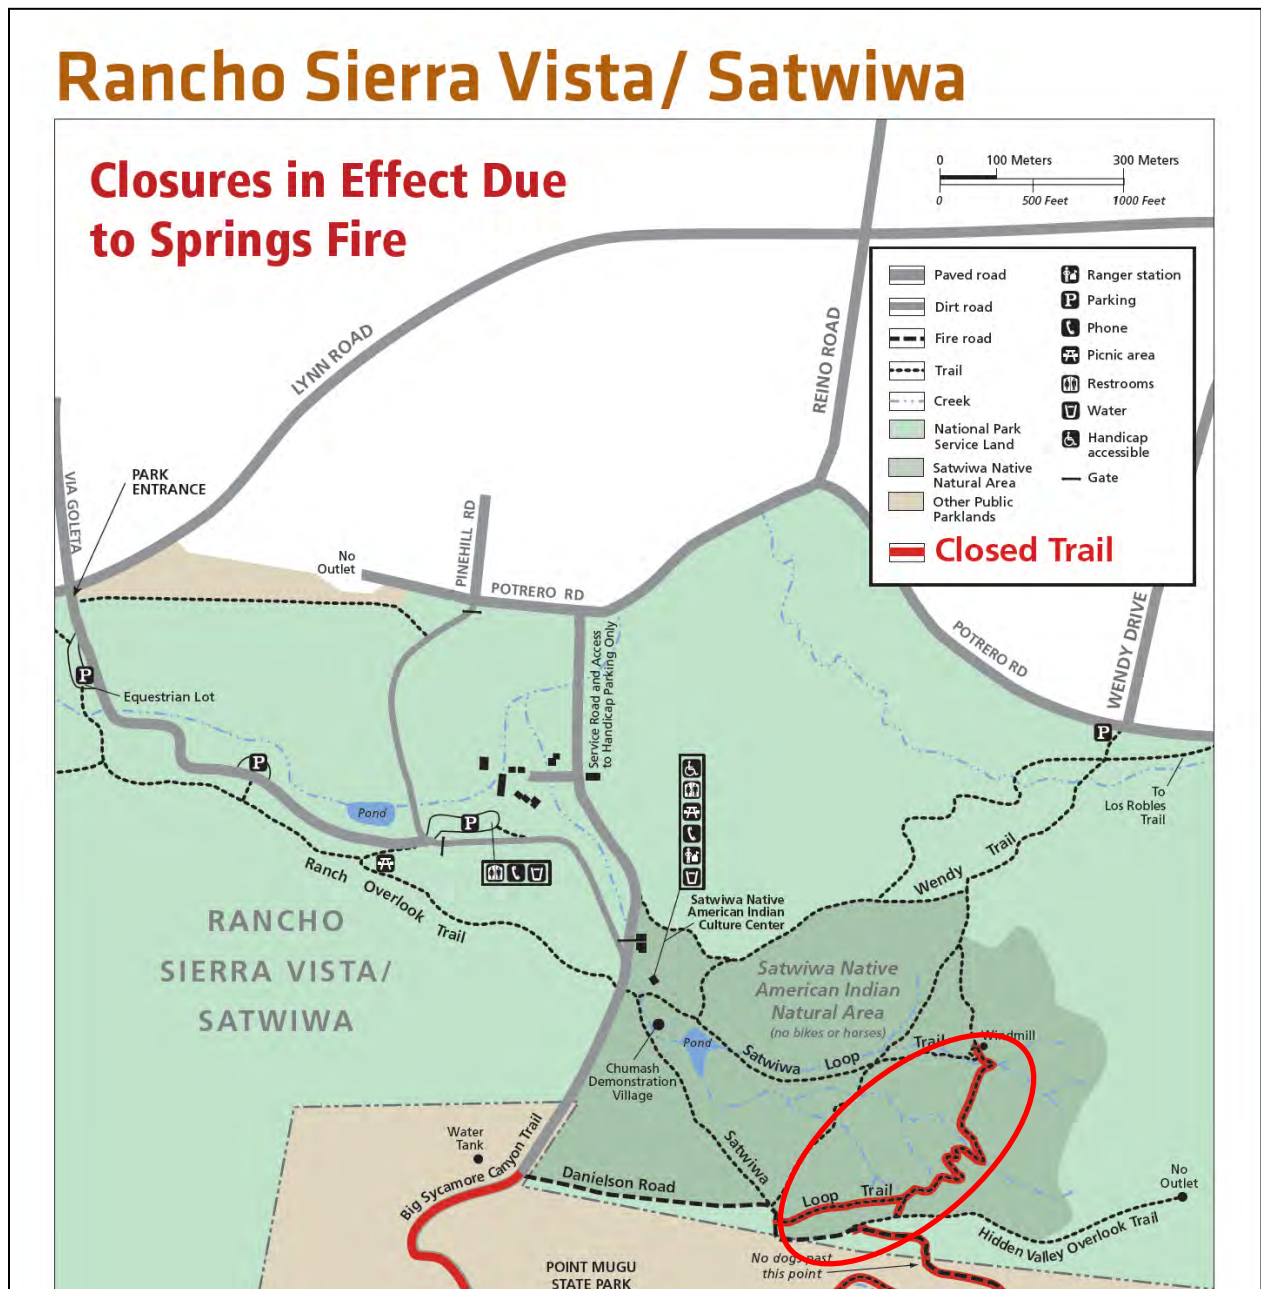 Rancho Sierra Vista/ Satwiwa
Closures in Effect Due
to Springs Fire
0 100 Meters 300 Meters
0 500 Feet 1000 Feet
Paved road
Dirt road
Fire road
Trail
Creek
National Park
Service Land
Satwiwa Native
Natural Area
Other Public
Parklands
Closed Trail
Ranger station
P Parking
Phone
Picnic area
Restrooms
Water
Handicap
accessible
Gate
LYNN ROAD
REINO ROAD
VIA GOLETA
PARK
ENTRANCE
No
Outlet
PINEHILL RD
POTRERO RD
Service Road and Access
to Handicap Parking Only
POTRERO RD
WENDY DRIVE
P
Equestrian Lot
P
P
Pond
P
To
Los Robles
Trail
Ranch Overlook Trail
Wendy Trail
Satwiwa Native
American Indian
Culture Center
RANCHO
SIERRA VISTA/
SATWIWA
Satwiwa Native
American Indian
Natural Area
(no bikes or horses)
Pond
Satwiwa Loop Trail
Windmill
Chumash
Demonstration
Village
Water
Tank
Big Sycamore Canyon Trail
Danielson Road
Satwiwa Loop Trail
No
Outlet
Hidden Valley Overlook Trail
No dogs past
this point
POINT MUGU
STATE PARK